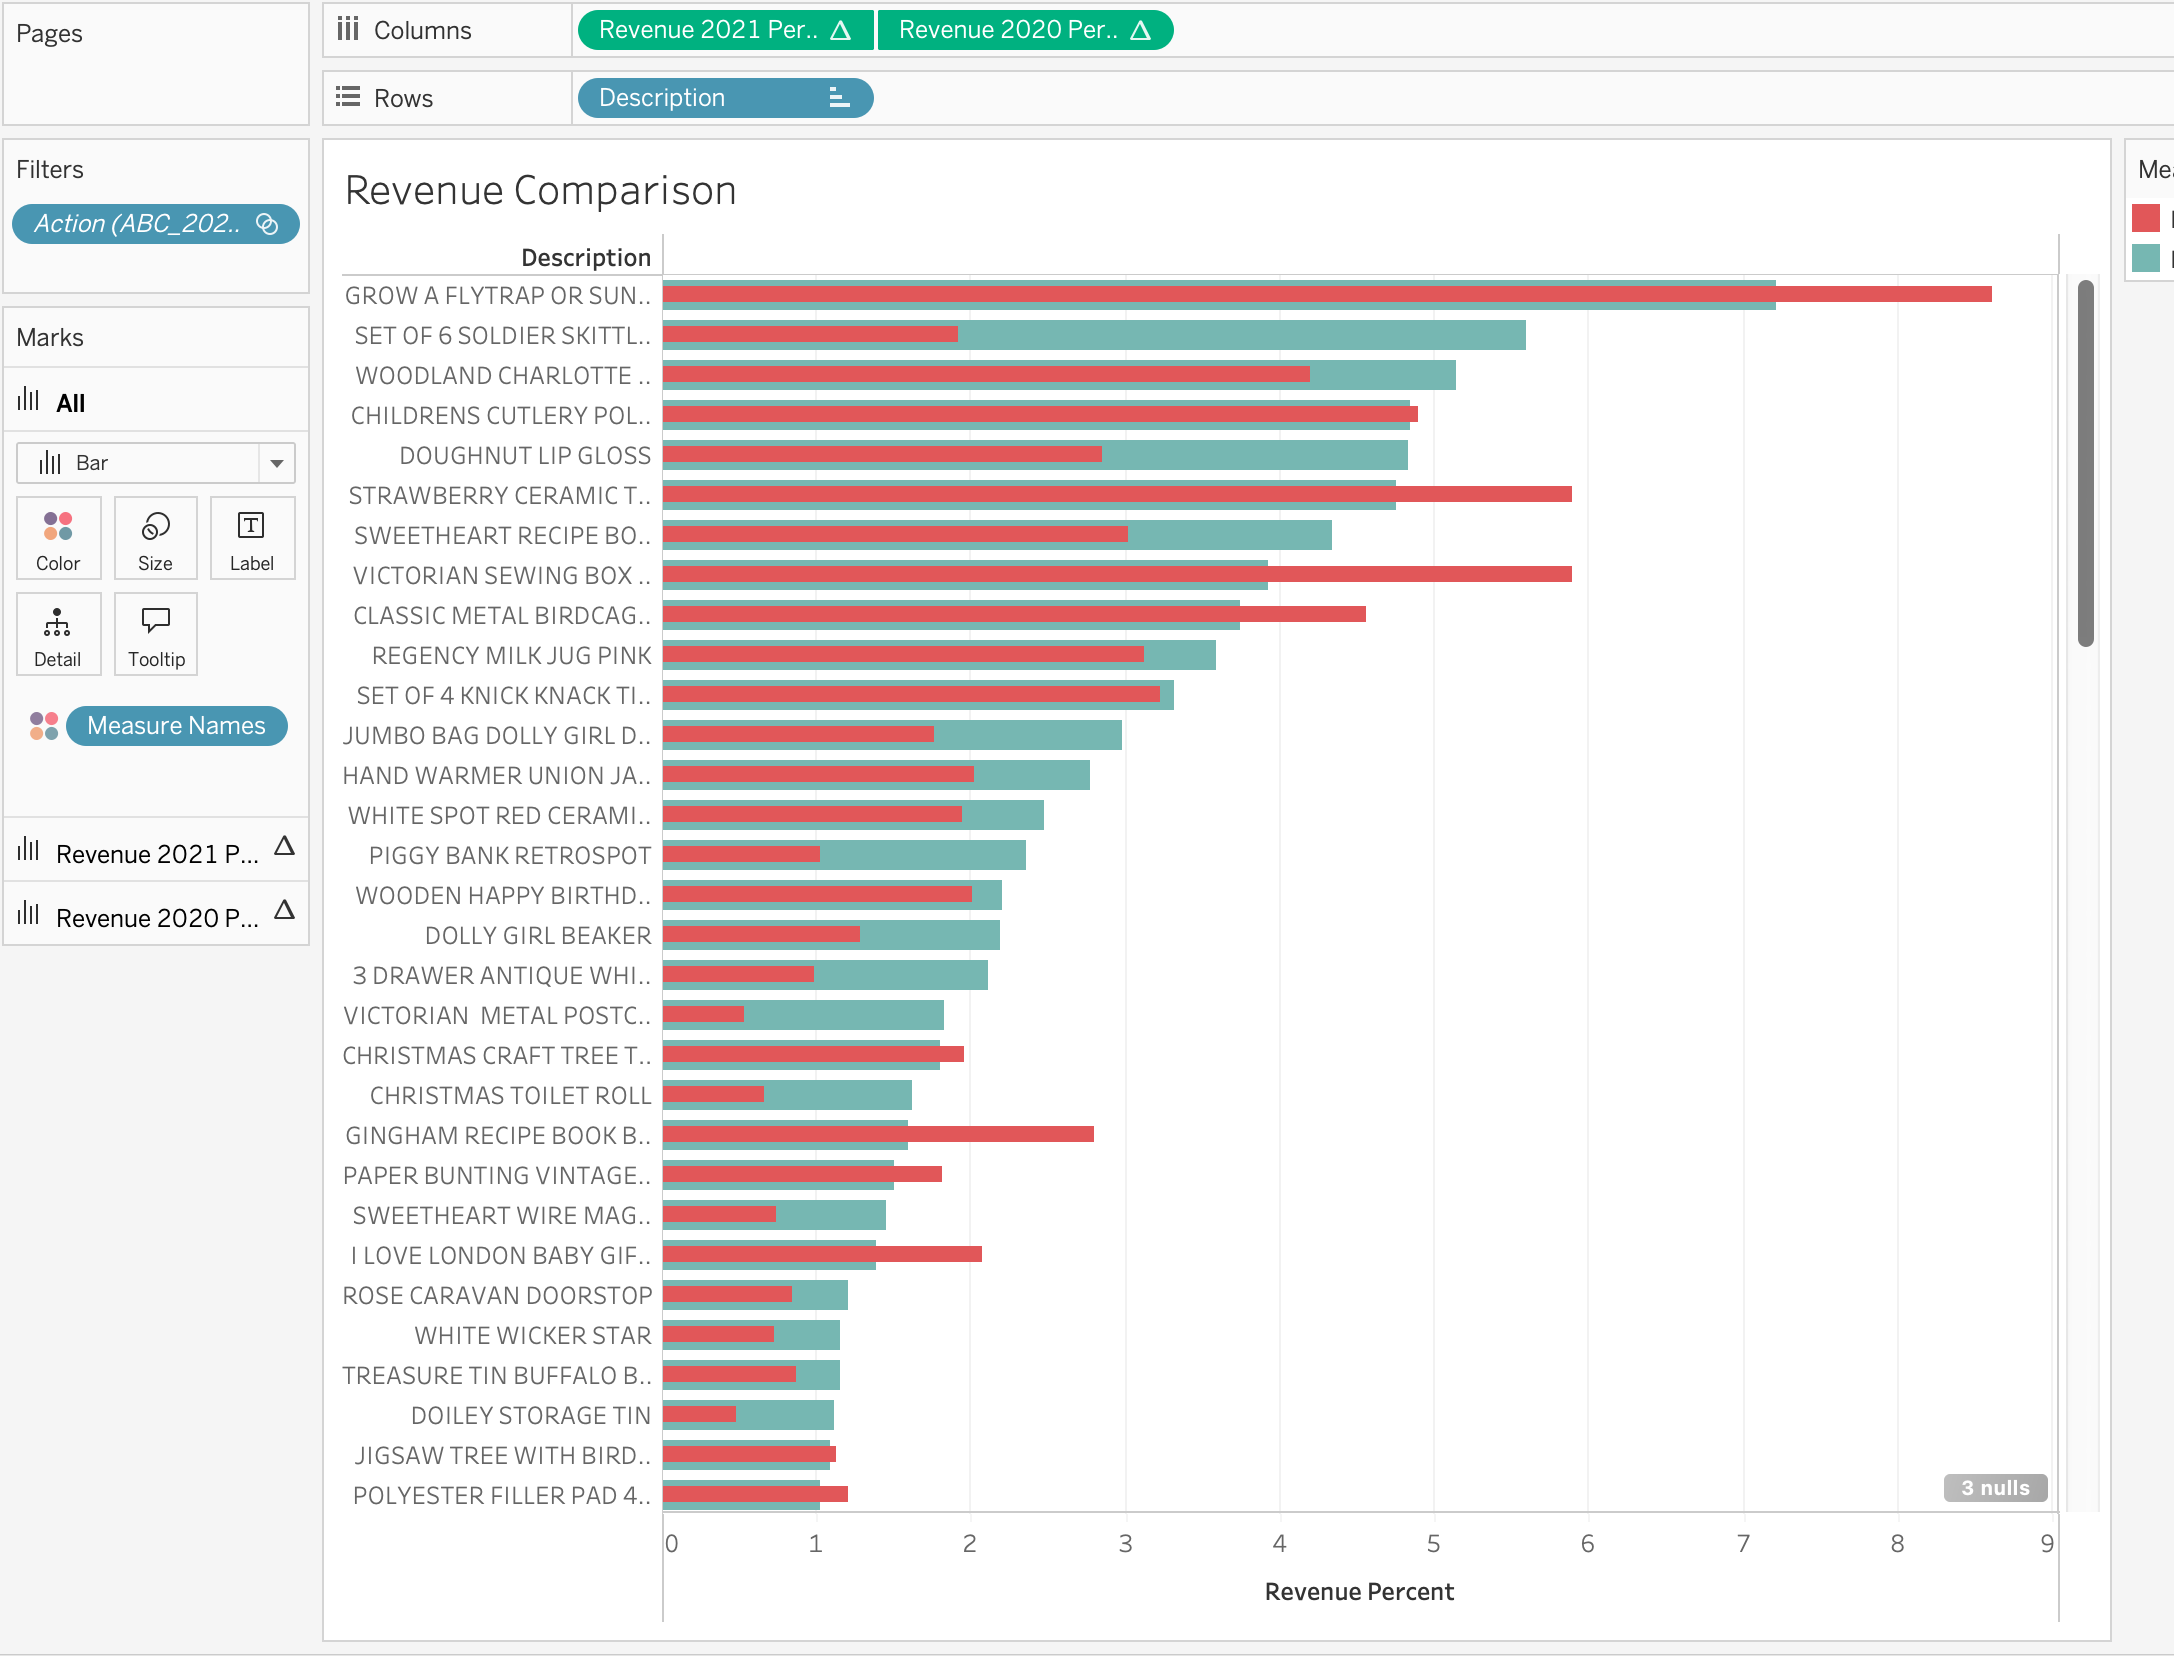 Pages
Columns
Revenue 2021 Per..
Revenue 2020 Per..
Rows
Description
Filters
Action (ABC_202..
Marks
All
Bar
Color
Size
Label
Detail
Tooltip
Measure Names
Revenue 2021 P...
Revenue 2020 P...
Revenue Comparison
Description
GROW A FLYTRAP OR SUN..
SET OF 6 SOLDIER SKITTL..
WOODLAND CHARLOTTE ..
CHILDRENS CUTLERY POL..
DOUGHNUT LIP GLOSS
STRAWBERRY CERAMIC T..
SWEETHEART RECIPE BO..
VICTORIAN SEWING BOX ..
CLASSIC METAL BIRDCAG..
REGENCY MILK JUG PINK
SET OF 4 KNICK KNACK TI..
JUMBO BAG DOLLY GIRL D..
HAND WARMER UNION JA..
WHITE SPOT RED CERAMI..
PIGGY BANK RETROSPOT
WOODEN HAPPY BIRTHD..
DOLLY GIRL BEAKER
3 DRAWER ANTIQUE WHI..
VICTORIAN  METAL POSTC..
CHRISTMAS CRAFT TREE T..
CHRISTMAS TOILET ROLL
GINGHAM RECIPE BOOK B..
PAPER BUNTING VINTAGE..
SWEETHEART WIRE MAG..
I LOVE LONDON BABY GIF..
ROSE CARAVAN DOORSTOP
WHITE WICKER STAR
TREASURE TIN BUFFALO B..
DOILEY STORAGE TIN
JIGSAW TREE WITH BIRD..
POLYESTER FILLER PAD 4..
3 nulls
0 1 2 3 4 5 6 7 8 9
Revenue Percent